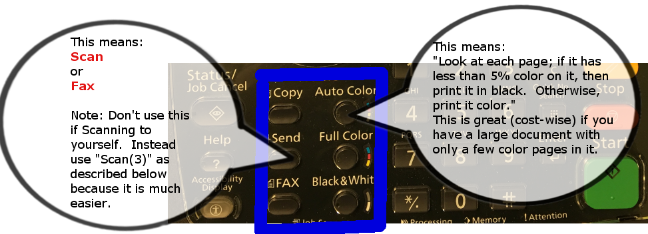 This means:
Scan
or
Fax
Note: Don't use this
if Scanning to
yourself. Instead
use "Scan(3)" as
described below
because it is much
easier.
Status/
Job Cancel
Help
?
Accessibility
Display
Copy
Send
FAX
Auto Color
Full Color
Black&Whit
This means:
"Look at each page; if it has
less than 5% color on it, then
print it in black. Otherwise,
print it color."
This is great (cost-wise) if you
have a large document with
only a few color pages in it.
4
7
8
9
0
#
Stop
Start
Processing
Memory
Attention